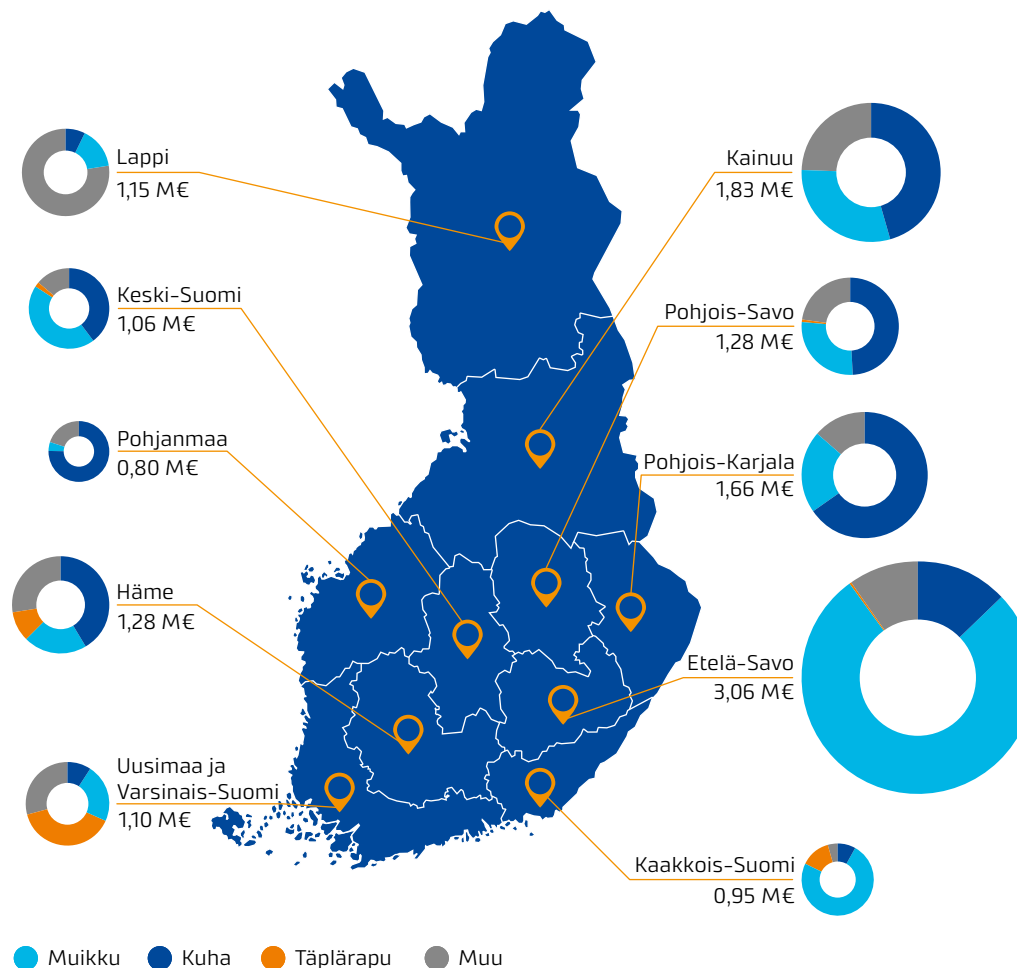 Lappi
1,15 M€
Keski-Suomi
1,06 M€
Pohjanmaa
0,80 M€
Häme
1,28 M€
Uusimaa ja
Varsinais-Suomi
1,10 M€
Kainuu
1,83 M€
Pohjois-Savo
1,28 M€
Pohjois-Karjala
1,66 M€
Etelä-Savo
3,06 M€
Kaakkois-Suomi
0,95 M€
Muikku Kuha Täplärapu Muu